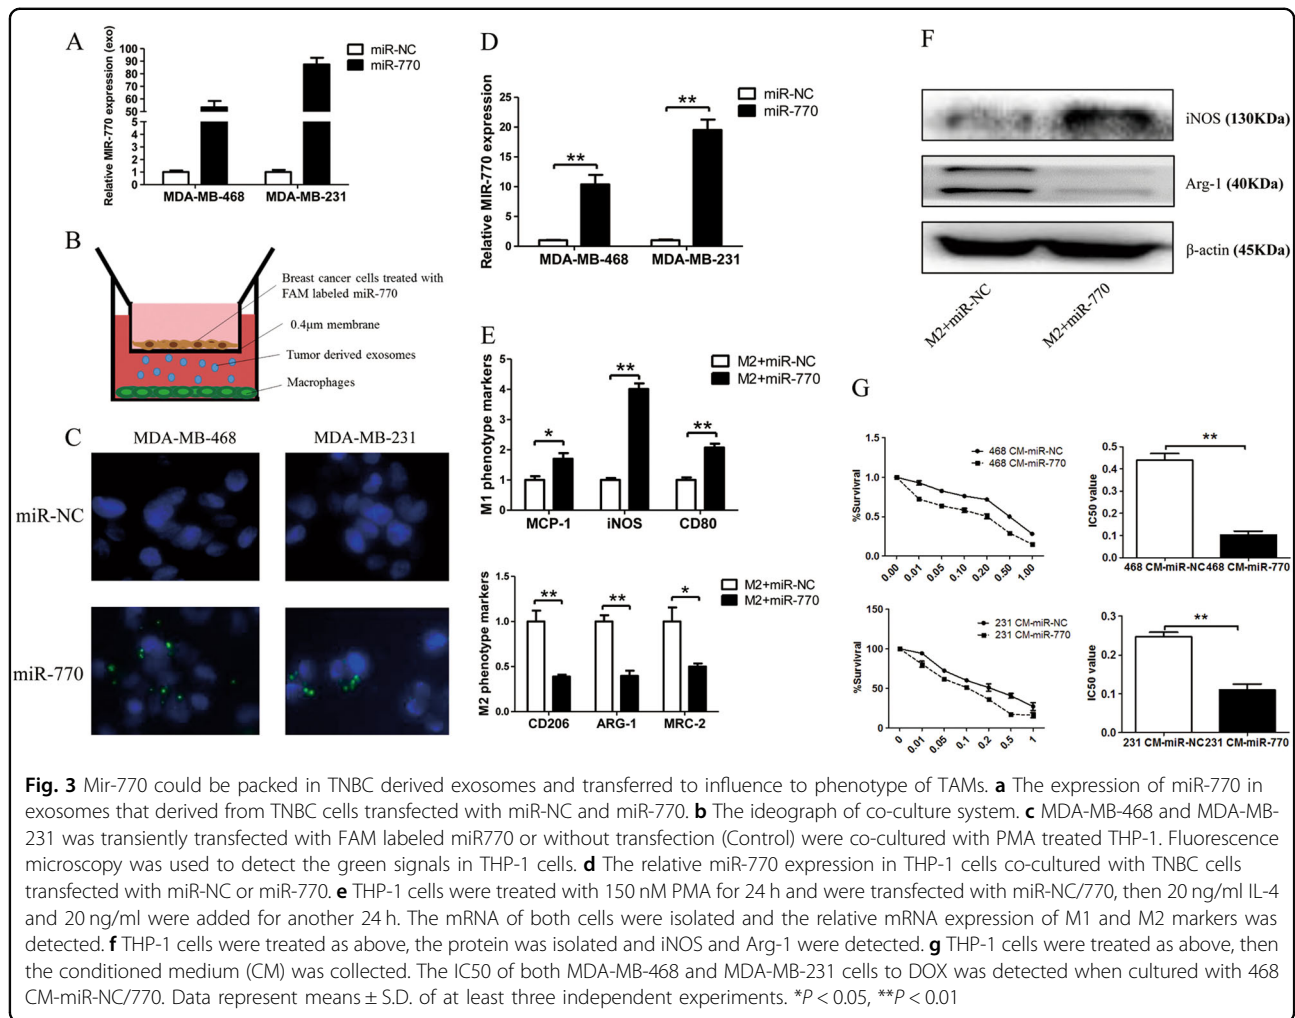 A
Relative MIR-770 expression (exo)
100
90
80
70
60
50
5
4
3
2
1
0
miR-NC
miR-770
MDA-MB-468 MDA-MB-231
B
Breast cancer cells treated with
FAM labeled miR-770
0.4μm membrane
Tumor derived exosomes
Macrophages
C
MDA-MB-468 MDA-MB-231
miR-NC
miR-770
D
Relative MIR-770 expression
25
20
15
10
5
0
miR-NC
miR-770
**
**
MDA-MB-468 MDA-MB-231
E
M1 phenotype markers
5
4
3
2
1
0
M2+miR-NC
M2+miR-770
*
**
**
MCP-1 iNOS CD80
M2 phenotype markers
1.5
1.0
0.5
0.0
M2+miR-NC
M2+miR-770
**
**
*
CD206 ARG-1 MRC-2
F
iNOS (130KDa)
Arg-1 (40KDa)
β-actin (45KDa)
M2+miR-NC
M2+miR-770
G
%Survivral
1.5
1.0
0.5
0.0
468 CM-miR-NC
468 CM-miR-770
0.00 0.01 0.05 0.10 0.20 0.50 1.00
IC50 value
0.5
0.4
0.3
0.2
0.1
0.0
**
468 CM-miR-NC 468 CM-miR-770
%Survivral
150
100
50
0
231 CM-miR-NC
231 CM-miR-770
0 0.01 0.05 0.1 0.2 0.5 1
IC50 value
0.3
0.2
0.1
0.0
**
231 CM-miR-NC 231 CM-miR-770
Fig. 3 Mir-770 could be packed in TNBC derived exosomes and transferred to influence to phenotype of TAMs. a The expression of miR-770 in
exosomes that derived from TNBC cells transfected with miR-NC and miR-770. b The ideograph of co-culture system. c MDA-MB-468 and MDA-MB-
231 was transiently transfected with FAM labeled miR770 or without transfection (Control) were co-cultured with PMA treated THP-1. Fluorescence
microscopy was used to detect the green signals in THP-1 cells. d The relative miR-770 expression in THP-1 cells co-cultured with TNBC cells
transfected with miR-NC or miR-770. e THP-1 cells were treated with 150 nM PMA for 24 h and were transfected with miR-NC/770, then 20 ng/ml IL-4
and 20 ng/ml were added for another 24 h. The mRNA of both cells were isolated and the relative mRNA expression of M1 and M2 markers was
detected. f THP-1 cells were treated as above, the protein was isolated and iNOS and Arg-1 were detected. g THP-1 cells were treated as above, then
the conditioned medium (CM) was collected. The IC50 of both MDA-MB-468 and MDA-MB-231 cells to DOX was detected when cultured with 468
CM-miR-NC/770. Data represent means ± S.D. of at least three independent experiments. *P < 0.05, **P < 0.01